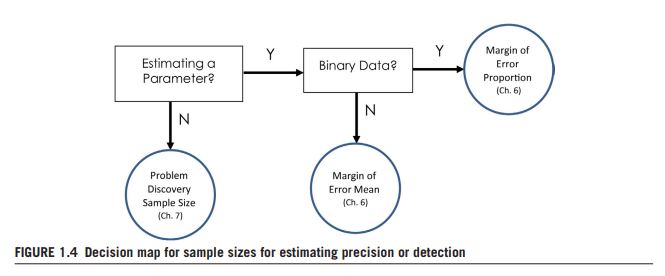 Estimating a
Parameter?
Y
Binary Data?
Y
Margin of
Error
Proportion
(Ch. 6)
N
N
Problem
Discovery
Sample Size
(Ch. 7)
Margin of
Error Mean
(Ch. 6)
FIGURE 1.4 Decision map for sample sizes for estimating precision or detection